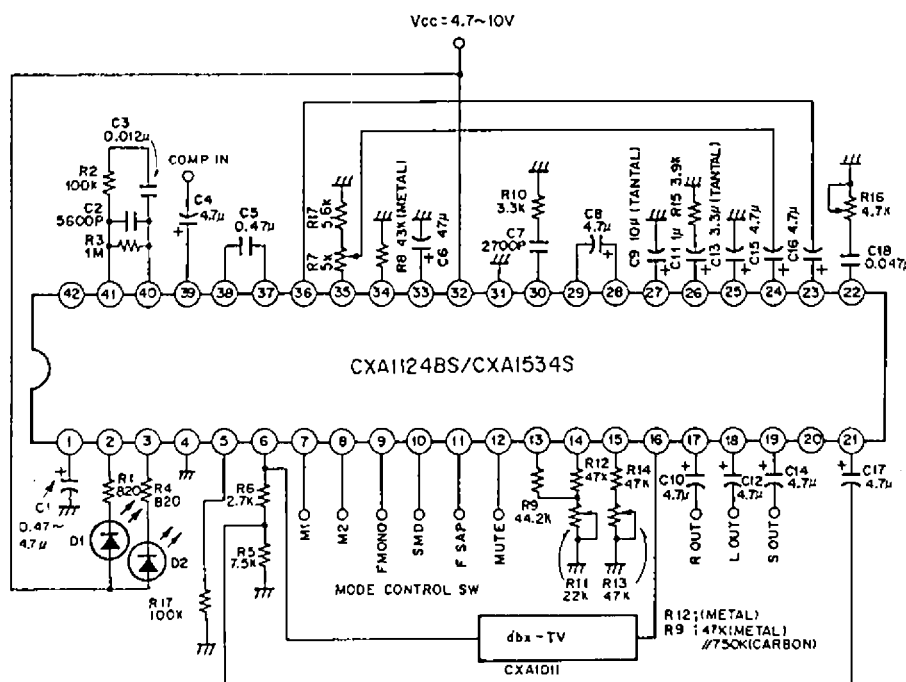 Vcc=4.7~10V
C3
0.012µ
COMP IN
R2
100K
C2
5600P
R3
1M
C4
4.7µ
C5
0.47µ
R17
5.6K
R7
5K
R8 43K(METAL)
C6 47µ
R10
3.3K
C7
2700P
C8
4.7µ
C9 10µ(TANTAL)
C11 1µ
R15 3.9K
C13 3.3µ(TANTAL)
C15 4.7µ
C16 4.7µ
R16
4.7K
C18
0.047µ
42 41 40 39 38 37 36 35 34 33 32 31 30 29 28 27 26 25 24 23 22
CXA1124BS/CXA1534S
1 2 3 4 5 6 7 8 9 10 11 12 13 14 15 16 17 18 19 20 21
C1
0.47~
4.7µ
R1
820
R4
820
D1
D2
R17
100K
R6
2.7K
R5
7.5K
M1
M2
FMONO
SMD
FSAP
MUTE
MODE CONTROL SW
R9
44.2K
R12
47K
R14
47K
R11
22K
R13
47K
C10
4.7µ
C12
4.7µ
C14
4.7µ
C17
4.7µ
R OUT
L OUT
S OUT
R12;(METAL)
R9 ;47K(METAL)
//750K(CARBON)
dbx-TV
CXA1011